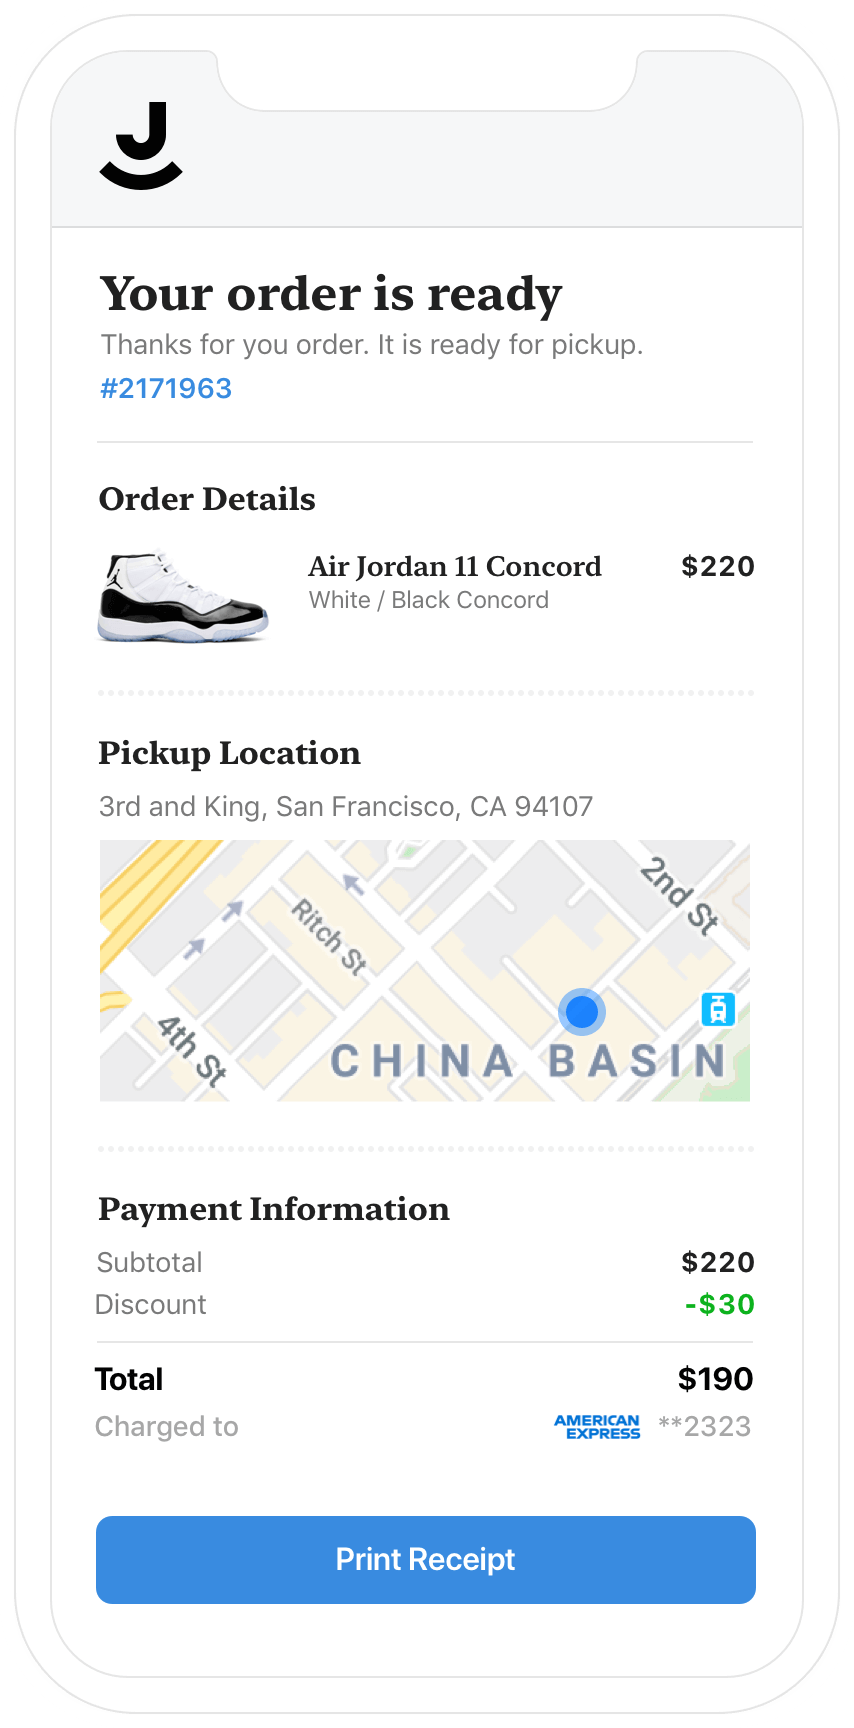 J
Your order is ready
Thanks for you order. It is ready for pickup.
#2171963
Order Details
Air Jordan 11 Concord $220
White / Black Concord
Pickup Location
3rd and King, San Francisco, CA 94107
2nd St
Ritch St
4th St
CHINA BASIN
Payment Information
Subtotal $220
Discount -$30
Total $190
Charged to AMERICAN EXPRESS **2323
Print Receipt